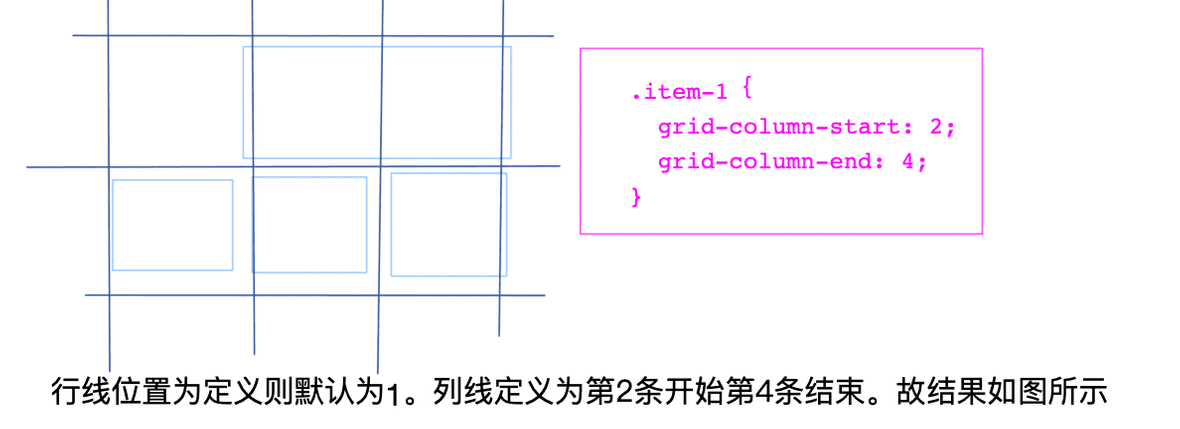 .item-1 {
grid-column-start: 2;
grid-column-end: 4;
}
行线位置为定义则默认为1。列线定义为第2条开始第4条结束。故结果如图所示